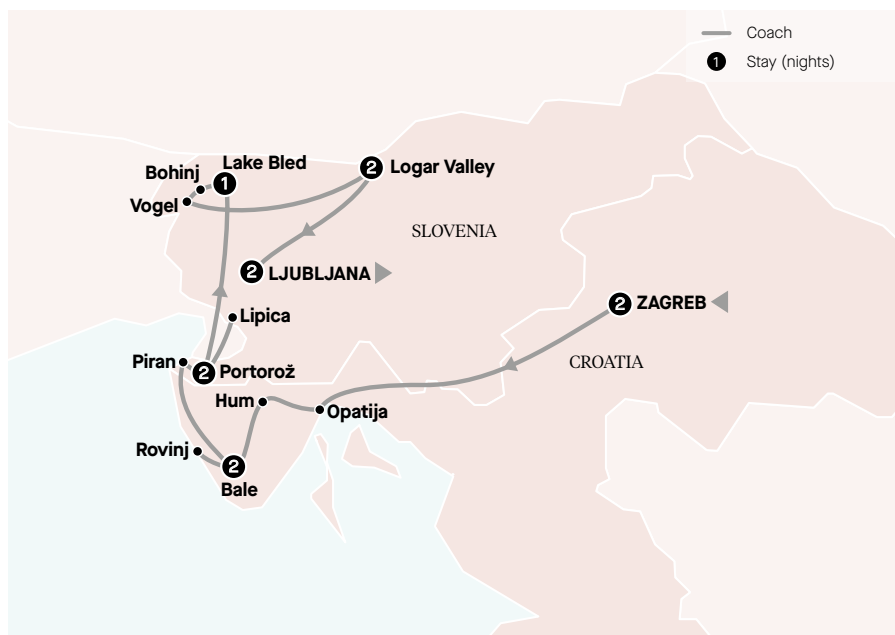 Coach
1 Stay (nights)
Lake Bled
Bohinj
1
2 Logar Valley
Vogel
SLOVENIA
2 LJUBLJANA
2 ZAGREB
Lipica
Piran
2 Portorož
CROATIA
Hum
Opatija
Rovinj
2
Bale